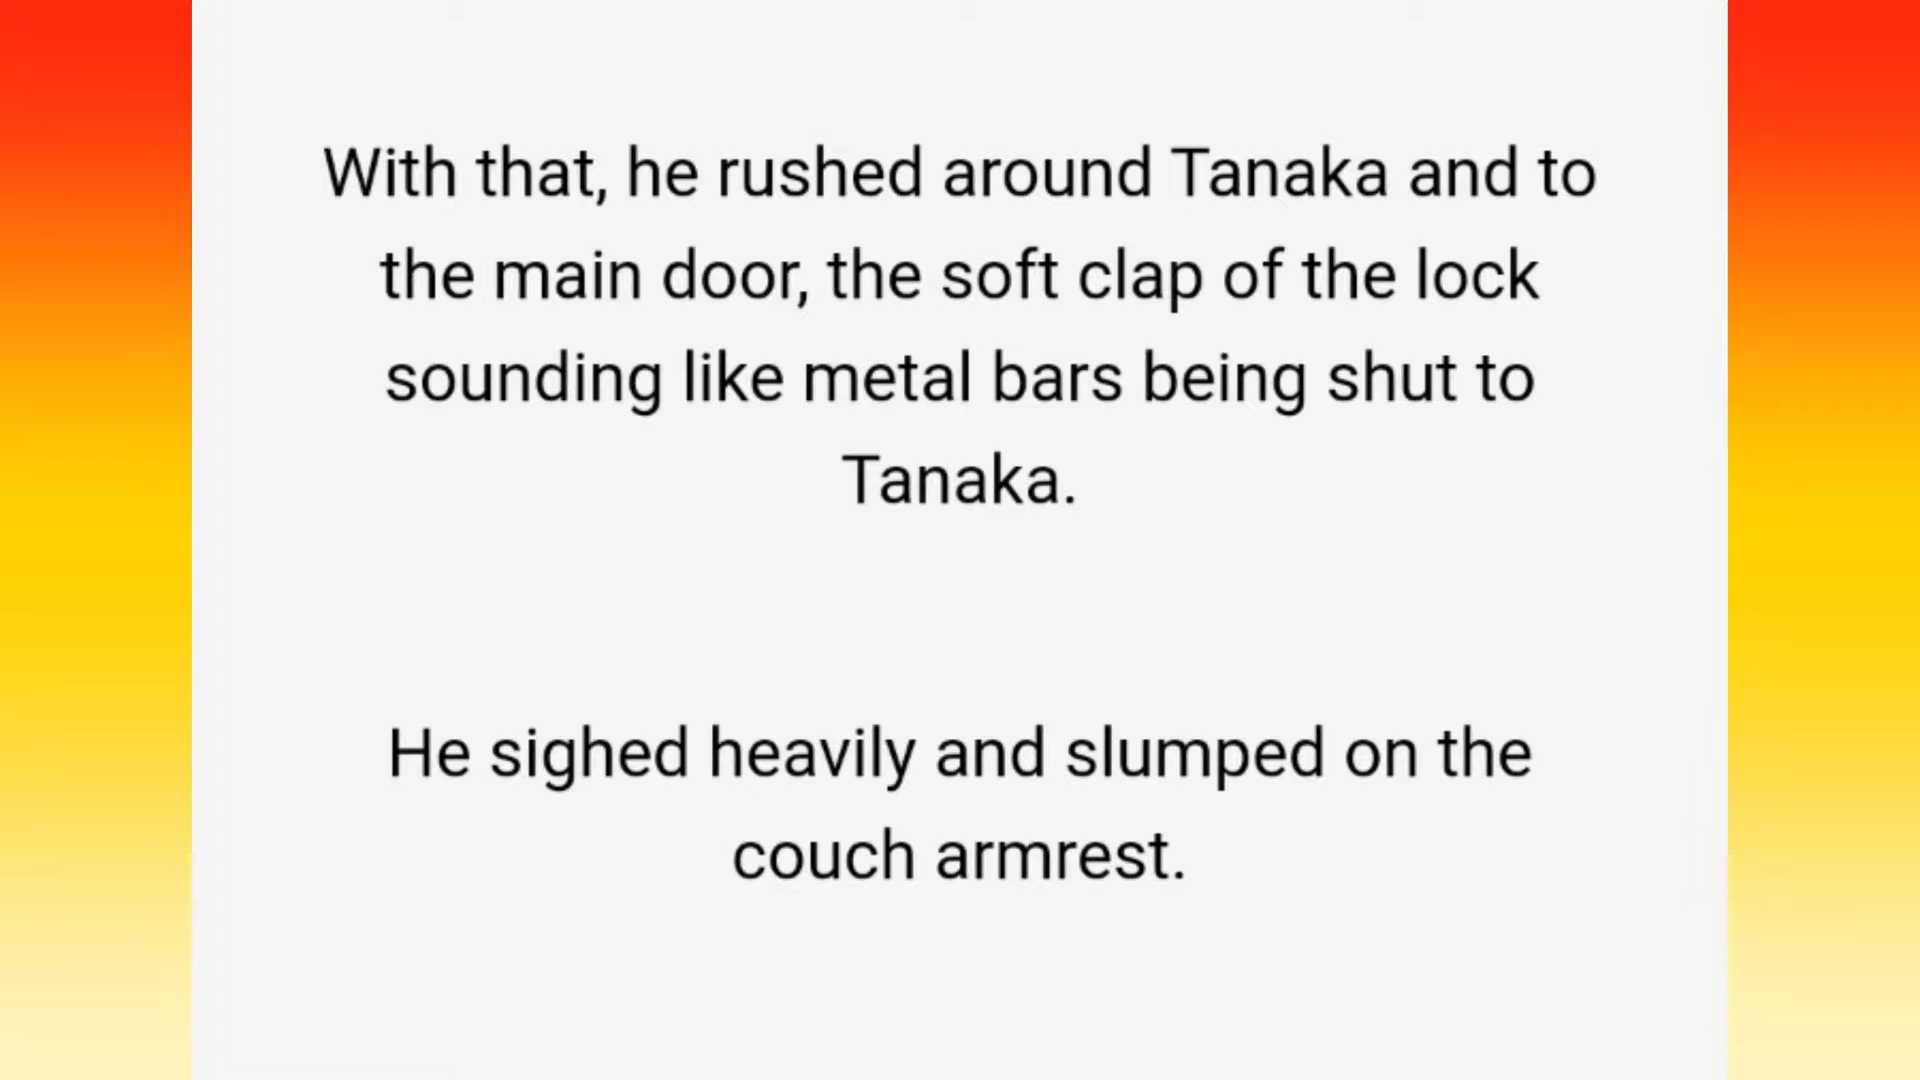 With that, he rushed around Tanaka and to
the main door, the soft clap of the lock
sounding like metal bars being shut to
Tanaka.
He sighed heavily and slumped on the
couch armrest.